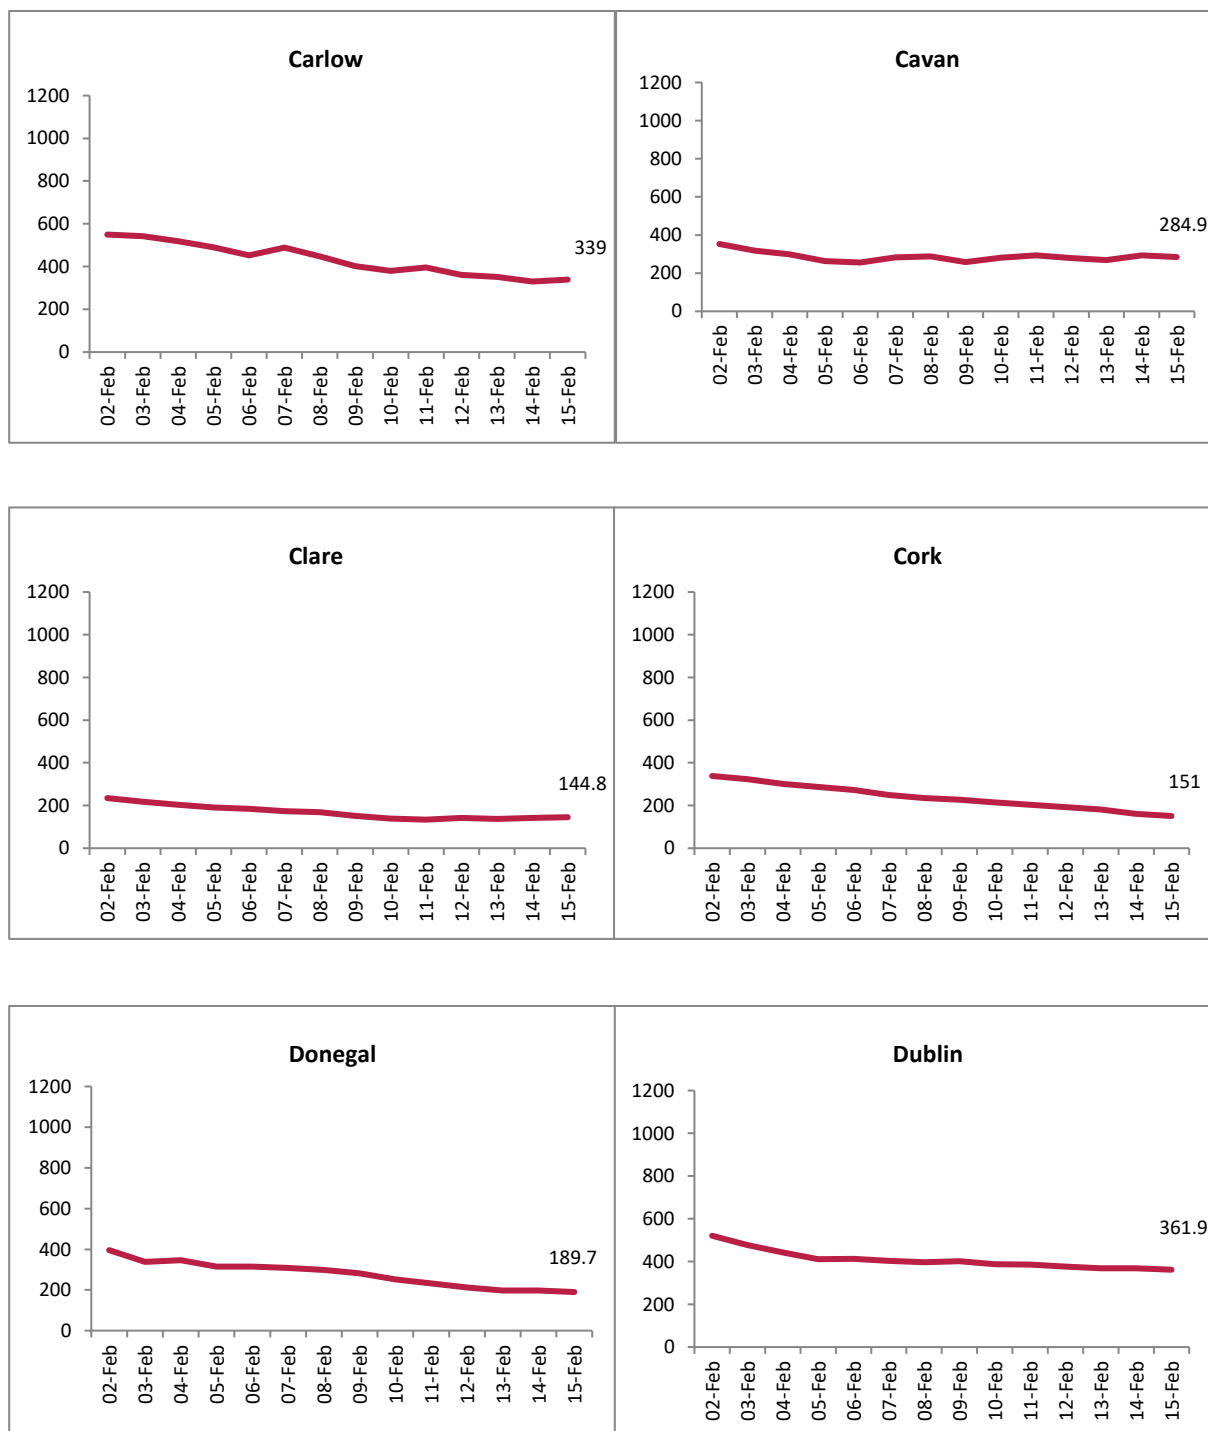 Carlow
1200
1000
800
600
400
200
0
339
02-Feb
03-Feb
04-Feb
05-Feb
06-Feb
07-Feb
08-Feb
09-Feb
10-Feb
11-Feb
12-Feb
13-Feb
14-Feb
15-Feb
Cavan
1200
1000
800
600
400
200
0
284.9
02-Feb
03-Feb
04-Feb
05-Feb
06-Feb
07-Feb
08-Feb
09-Feb
10-Feb
11-Feb
12-Feb
13-Feb
14-Feb
15-Feb
Clare
1200
1000
800
600
400
200
0
144.8
02-Feb
03-Feb
04-Feb
05-Feb
06-Feb
07-Feb
08-Feb
09-Feb
10-Feb
11-Feb
12-Feb
13-Feb
14-Feb
15-Feb
Cork
1200
1000
800
600
400
200
0
151
02-Feb
03-Feb
04-Feb
05-Feb
06-Feb
07-Feb
08-Feb
09-Feb
10-Feb
11-Feb
12-Feb
13-Feb
14-Feb
15-Feb
Donegal
1200
1000
800
600
400
200
0
189.7
02-Feb
03-Feb
04-Feb
05-Feb
06-Feb
07-Feb
08-Feb
09-Feb
10-Feb
11-Feb
12-Feb
13-Feb
14-Feb
15-Feb
Dublin
1200
1000
800
600
400
200
0
361.9
02-Feb
03-Feb
04-Feb
05-Feb
06-Feb
07-Feb
08-Feb
09-Feb
10-Feb
11-Feb
12-Feb
13-Feb
14-Feb
15-Feb